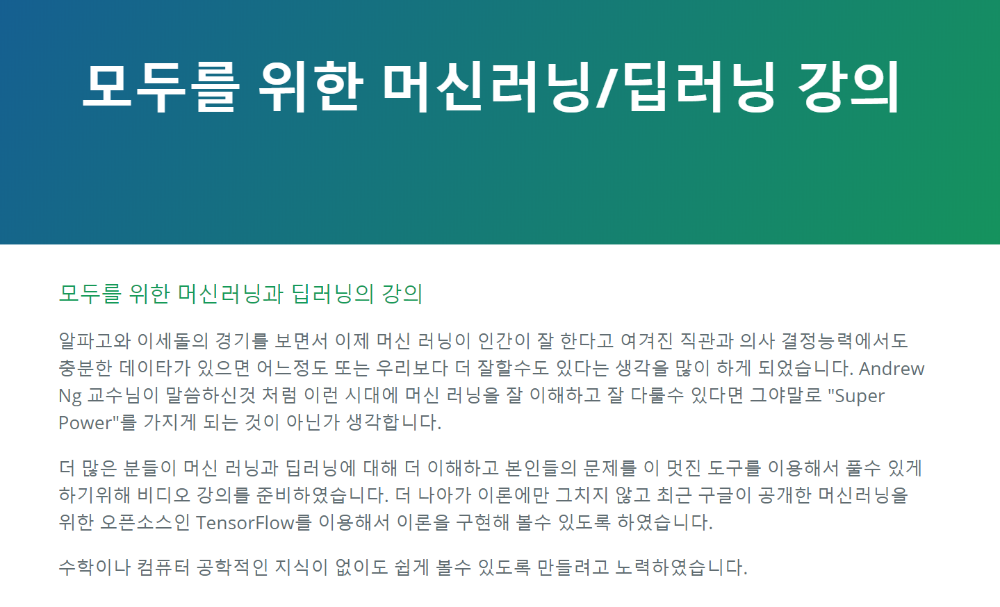 모두를 위한 머신러닝/딥러닝 강의
모두를 위한 머신러닝과 딥러닝의 강의
알파고와 이세돌의 경기를 보면서 이제 머신 러닝이 인간이 잘 한다고 여겨진 직관과 의사 결정능력에서도
충분한 데이타가 있으면 어느정도 또는 우리보다 더 잘할수도 있다는 생각을 많이 하게 되었습니다. Andrew
Ng 교수님이 말씀하신것 처럼 이런 시대에 머신 러닝을 잘 이해하고 잘 다룰수 있다면 그야말로 "Super
Power"를 가지게 되는 것이 아닌가 생각합니다.
더 많은 분들이 머신 러닝과 딥러닝에 대해 더 이해하고 본인들의 문제를 이 멋진 도구를 이용해서 풀수 있게
하기위해 비디오 강의를 준비하였습니다. 더 나아가 이론에만 그치지 않고 최근 구글이 공개한 머신러닝을
위한 오픈소스인 TensorFlow를 이용해서 이론을 구현해 볼수 있도록 하였습니다.
수학이나 컴퓨터 공학적인 지식이 없이도 쉽게 볼수 있도록 만들려고 노력하였습니다.